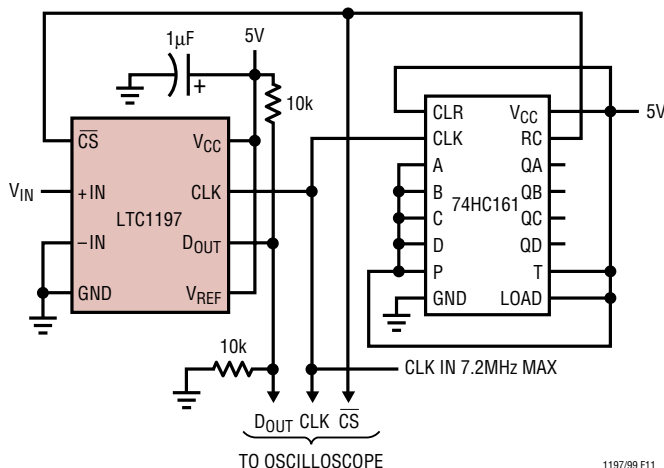 1μF
5V
10k
CS
VCC
+IN
CLK
LTC1197
−IN
DOUT
GND
VREF
VIN
10k
CLR
VCC
5V
CLK
RC
A
QA
B
QB
74HC161
C
QC
D
QD
P
T
GND
LOAD
CLK IN 7.2MHz MAX
DOUT CLK CS
TO OSCILLOSCOPE
1197/99 F11